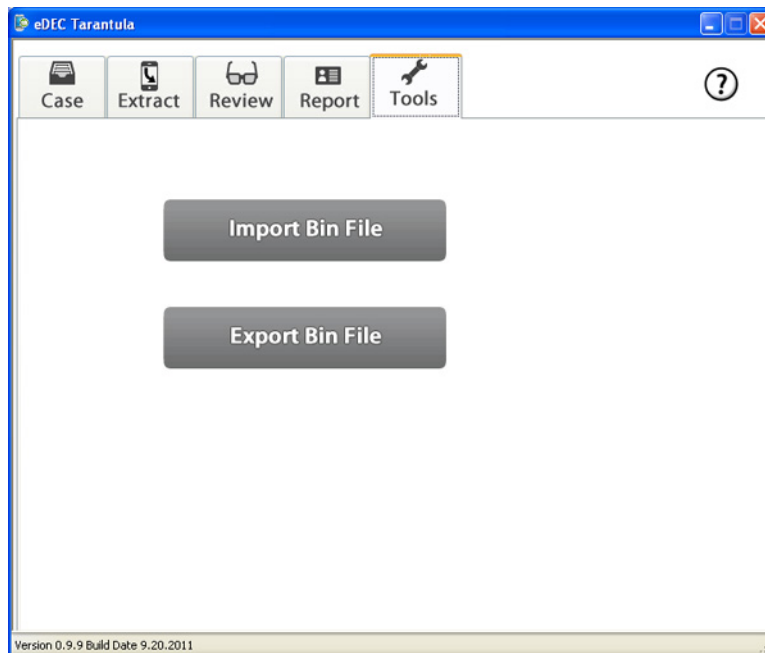 eDEC Tarantula
Case Extract Review Report Tools ?
Import Bin File
Export Bin File
Version 0.9.9 Build Date 9.20.2011